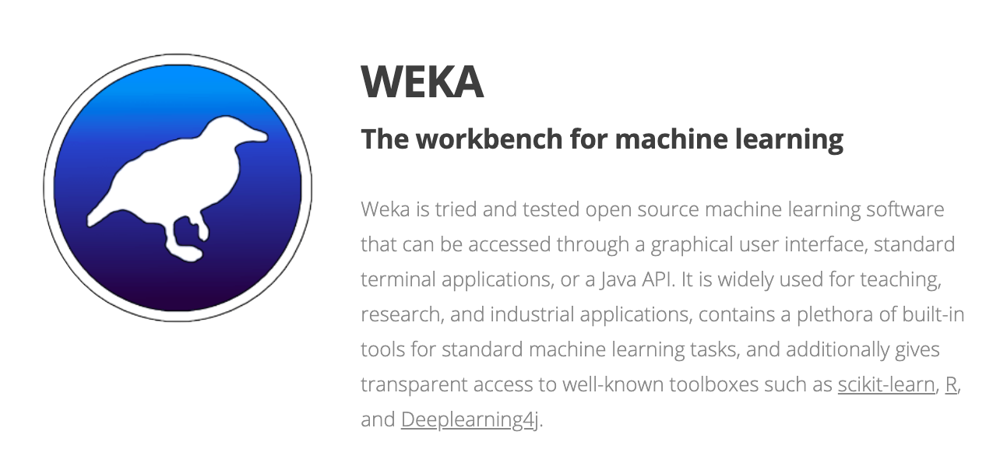 WEKA
The workbench for machine learning
Weka is tried and tested open source machine learning software
that can be accessed through a graphical user interface, standard
terminal applications, or a Java API. It is widely used for teaching,
research, and industrial applications, contains a plethora of built-in
tools for standard machine learning tasks, and additionally gives
transparent access to well-known toolboxes such as scikit-learn, R,
and Deeplearning4j.